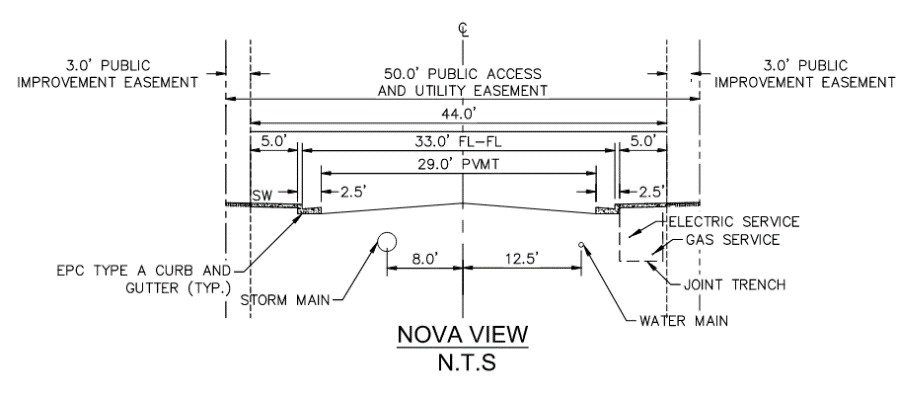 ℄
3.0' PUBLIC
IMPROVEMENT EASEMENT
50.0' PUBLIC ACCESS
AND UTILITY EASEMENT
3.0' PUBLIC
IMPROVEMENT EASEMENT
44.0'
5.0'
33.0' FL-FL
5.0'
29.0' PVMT
SW
2.5'
2.5'
ELECTRIC SERVICE
GAS SERVICE
EPC TYPE A CURB AND
GUTTER (TYP.)
8.0'
12.5'
JOINT TRENCH
STORM MAIN
WATER MAIN
NOVA VIEW
N.T.S